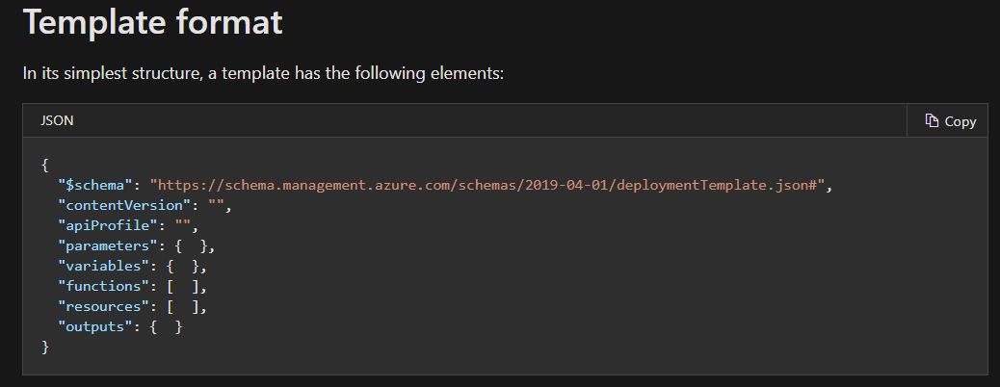 Template format
In its simplest structure, a template has the following elements:
JSON
Copy
{
  "$schema": "https://schema.management.azure.com/schemas/2019-04-01/deploymentTemplate.json#",
  "contentVersion": "",
  "apiProfile": "",
  "parameters": {  },
  "variables": {  },
  "functions": [  ],
  "resources": [  ],
  "outputs": {  }
}